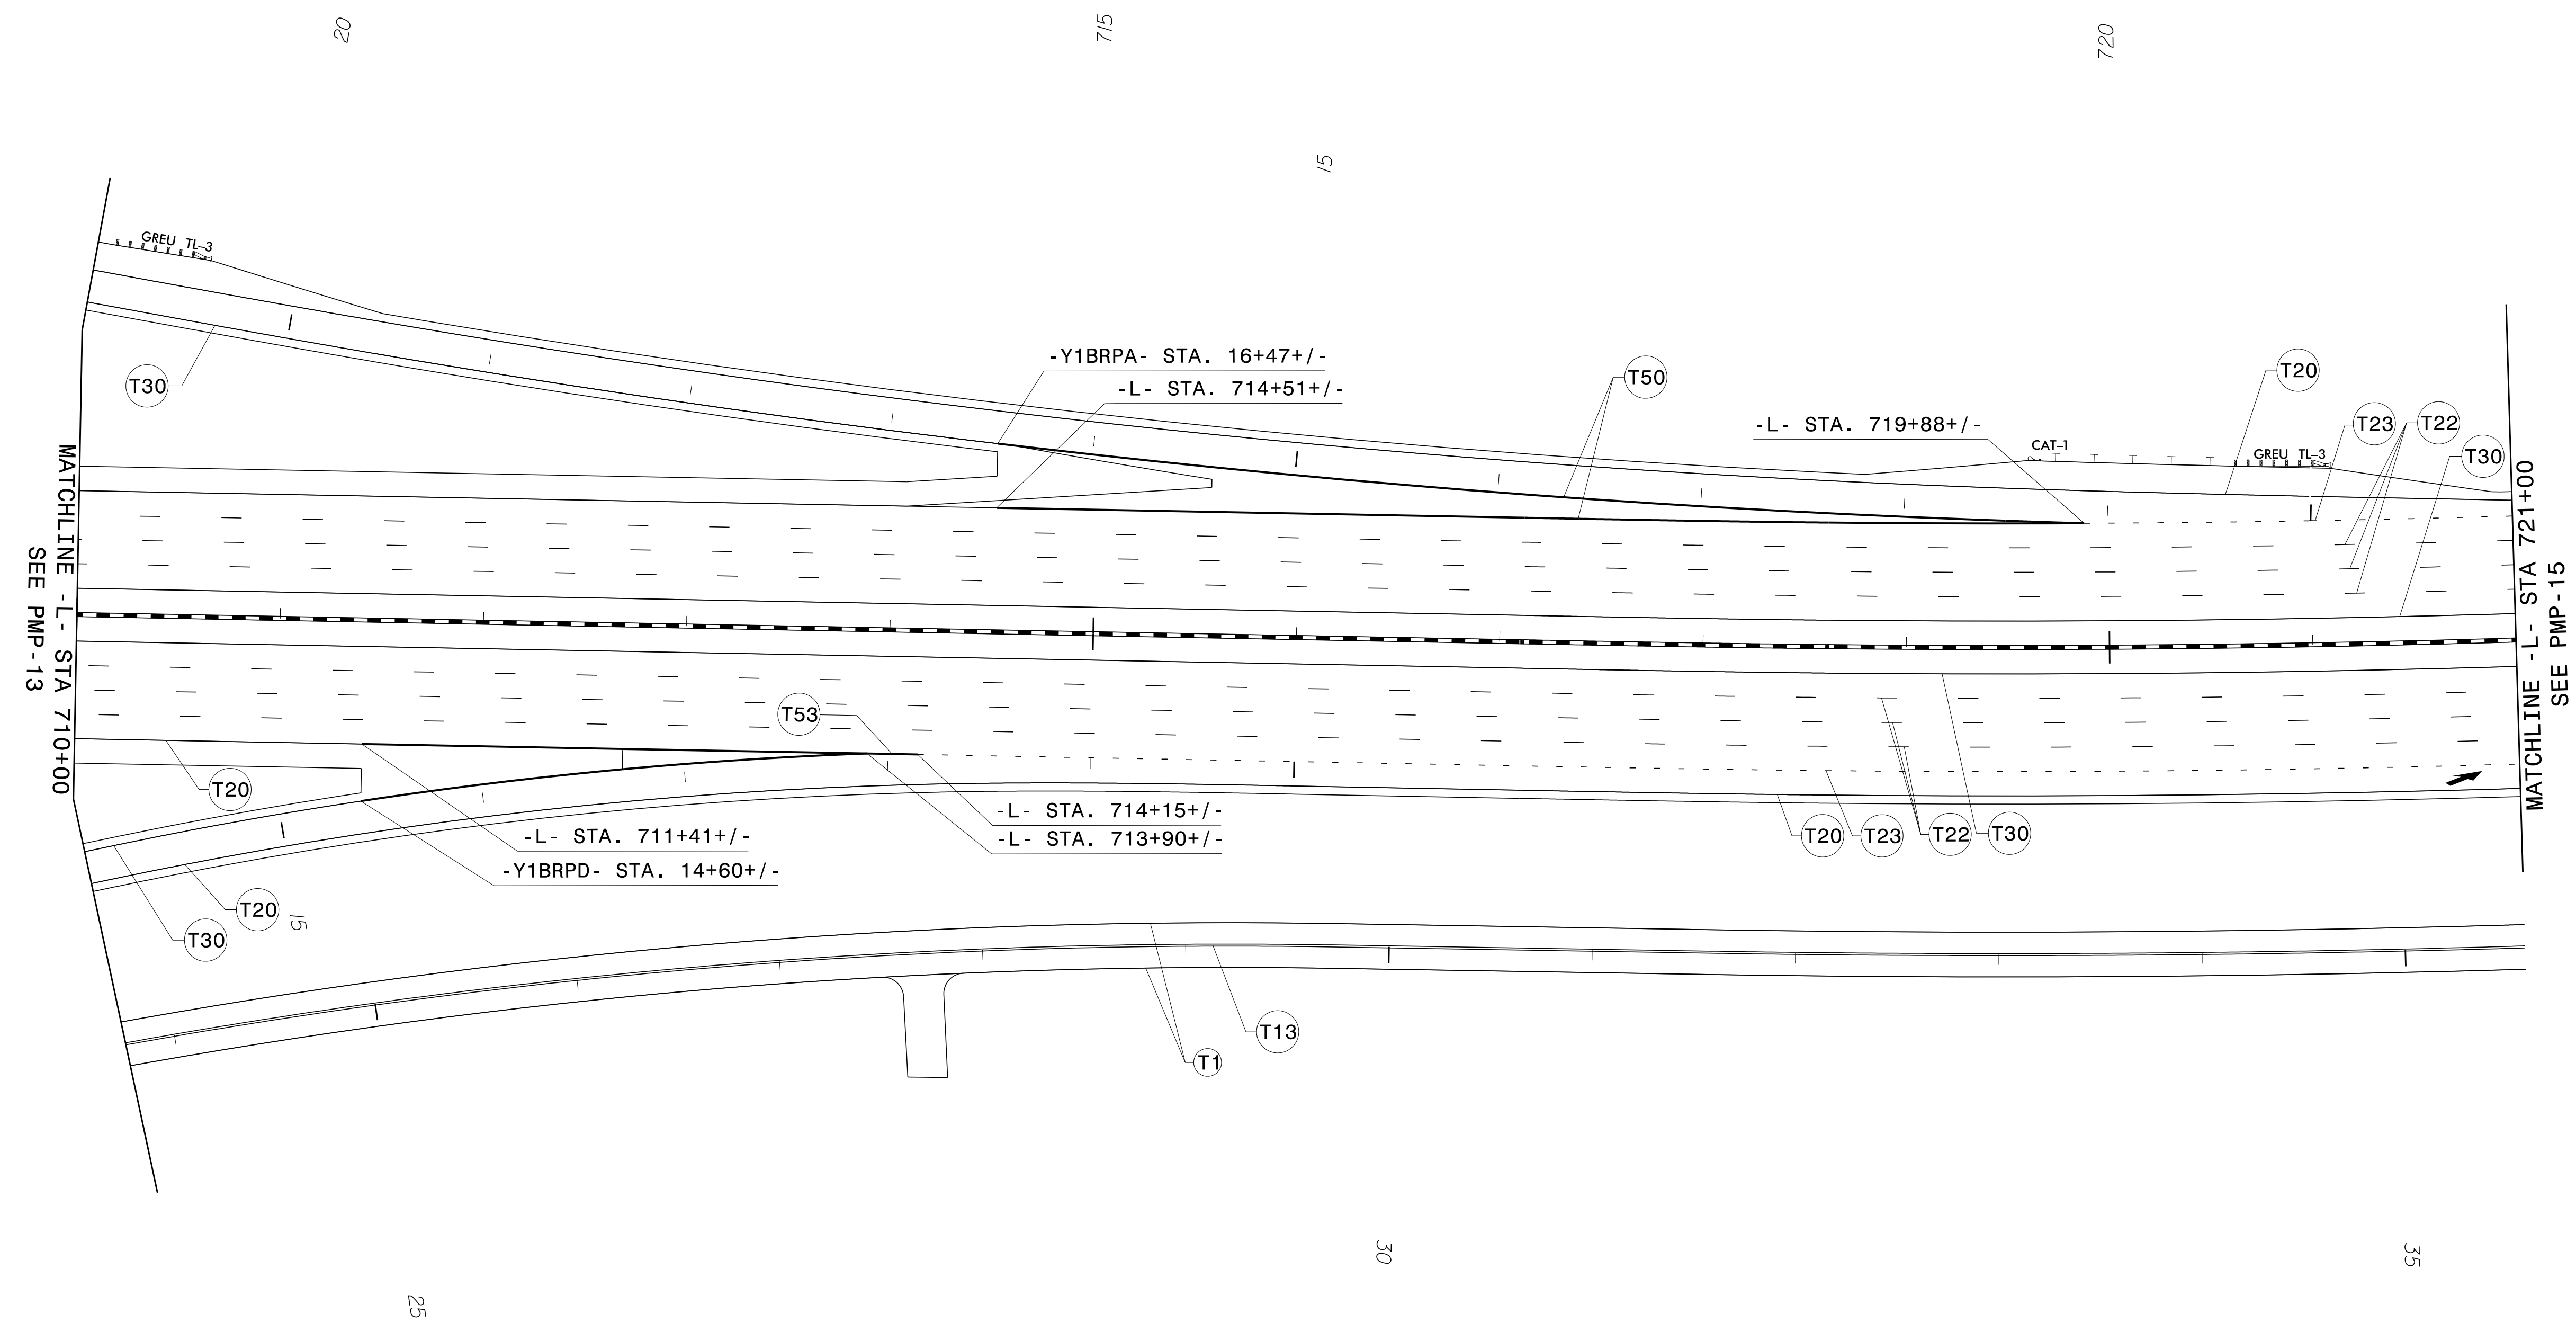 20
715
720
15
GREU TL-3
T30
-Y1BRPA- STA. 16+47+/-
-L- STA. 714+51+/-
T50
-L- STA. 719+88+/-
CAT-1
GREU TL-3
T20
T23
T22
T30
MATCHLINE -L- STA 710+00
SEE PMP-13
MATCHLINE -L- STA 721+00
SEE PMP-15
T53
T20
-L- STA. 711+41+/-
-Y1BRPD- STA. 14+60+/-
-L- STA. 714+15+/-
-L- STA. 713+90+/-
T20
T23
T22
T30
T20
T30
15
T13
T1
25
30
35